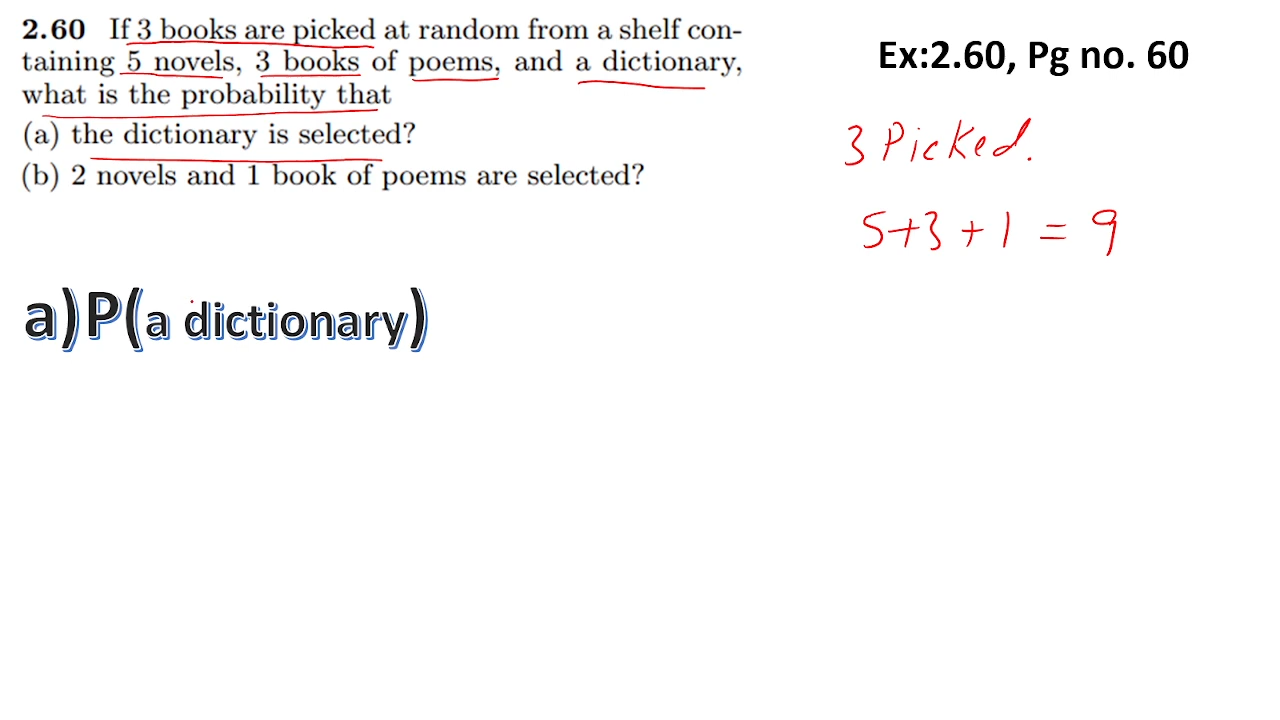 2.60 If 3 books are picked at random from a shelf con-
taining 5 novels, 3 books of poems, and a dictionary,
what is the probability that
(a) the dictionary is selected?
(b) 2 novels and 1 book of poems are selected?
Ex:2.60, Pg no. 60
3 Picked.
5+3+1 = 9
a)P(a dictionary)